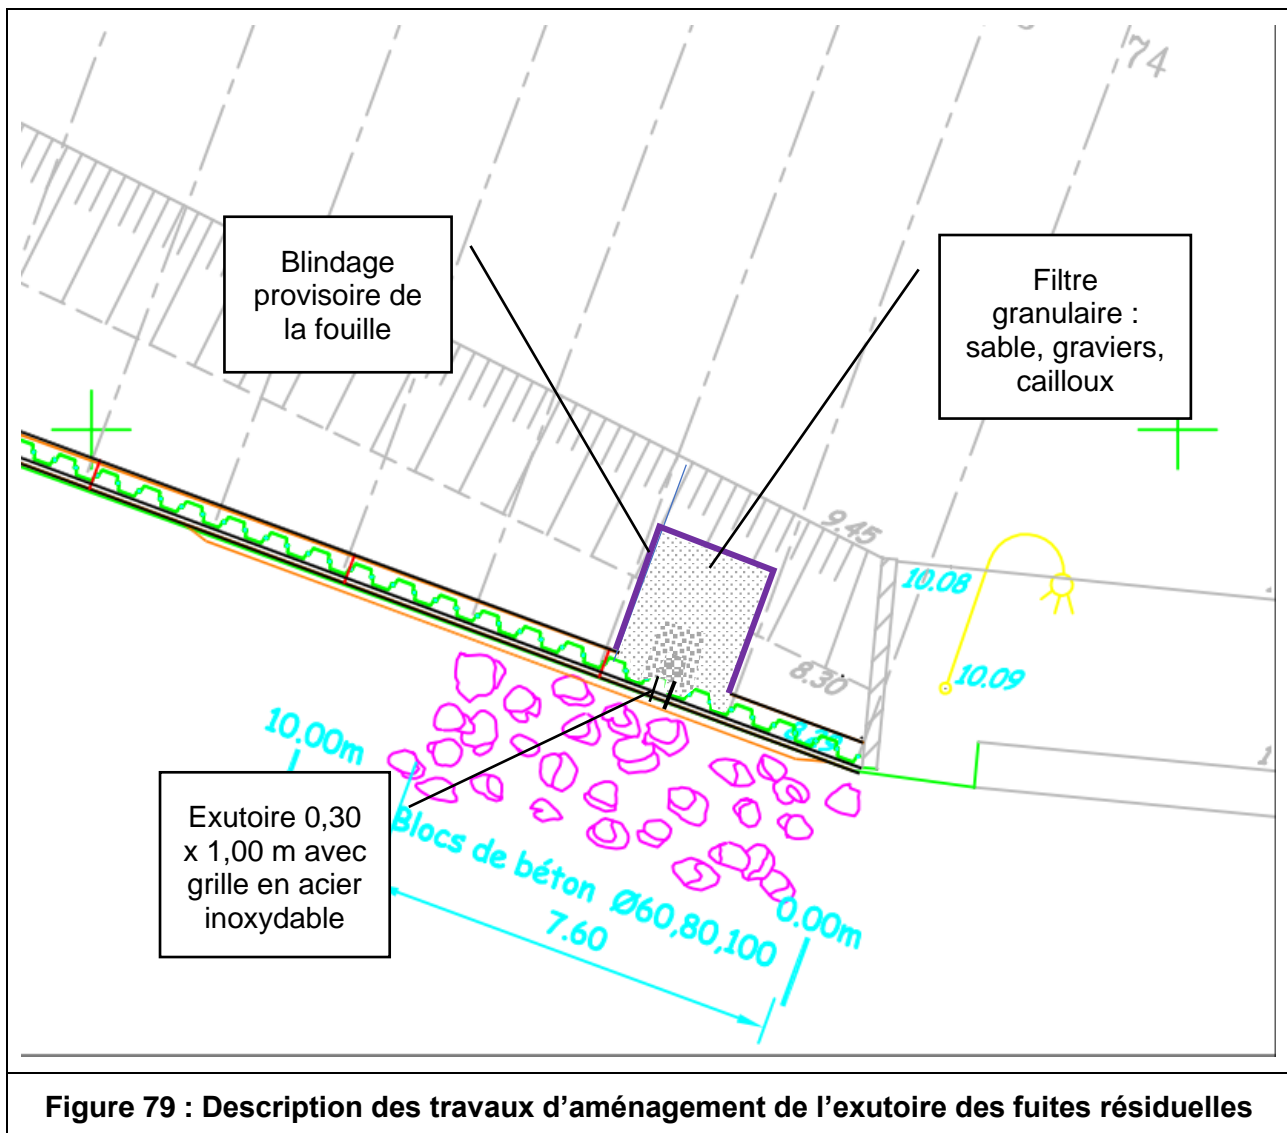 74
Blindage
provisoire de
la fouille
Filtre
granulaire :
sable, graviers,
cailloux
9.45
10.08
8.30
10.09
10.00m
Exutoire 0,30
x 1,00 m avec
grille en acier
inoxydable
Blocs de béton Ø60,80,100
7.60
0.00m
Figure 79 : Description des travaux d’aménagement de l’exutoire des fuites résiduelles